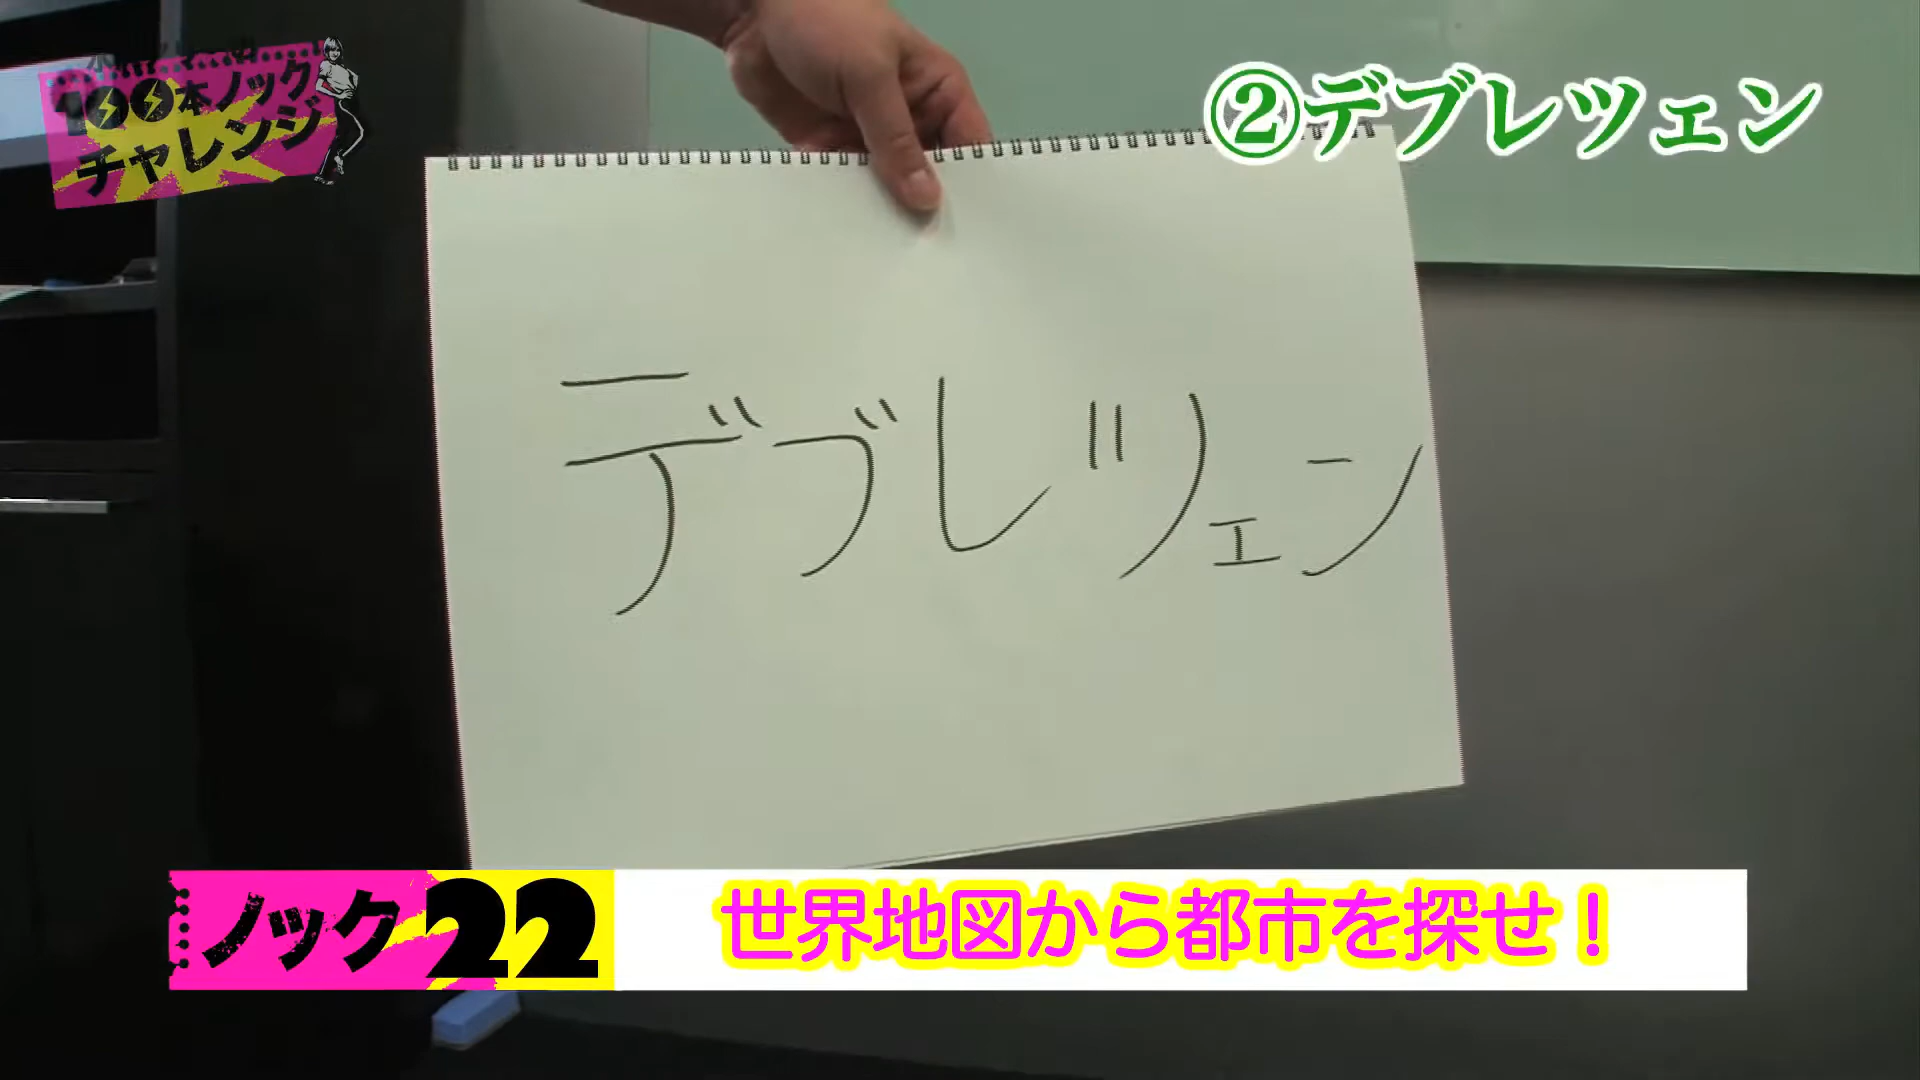 100本ノック
チャレンジ
②デブレツェン
デブレツェン
ノック22
世界地図から都市を探せ！